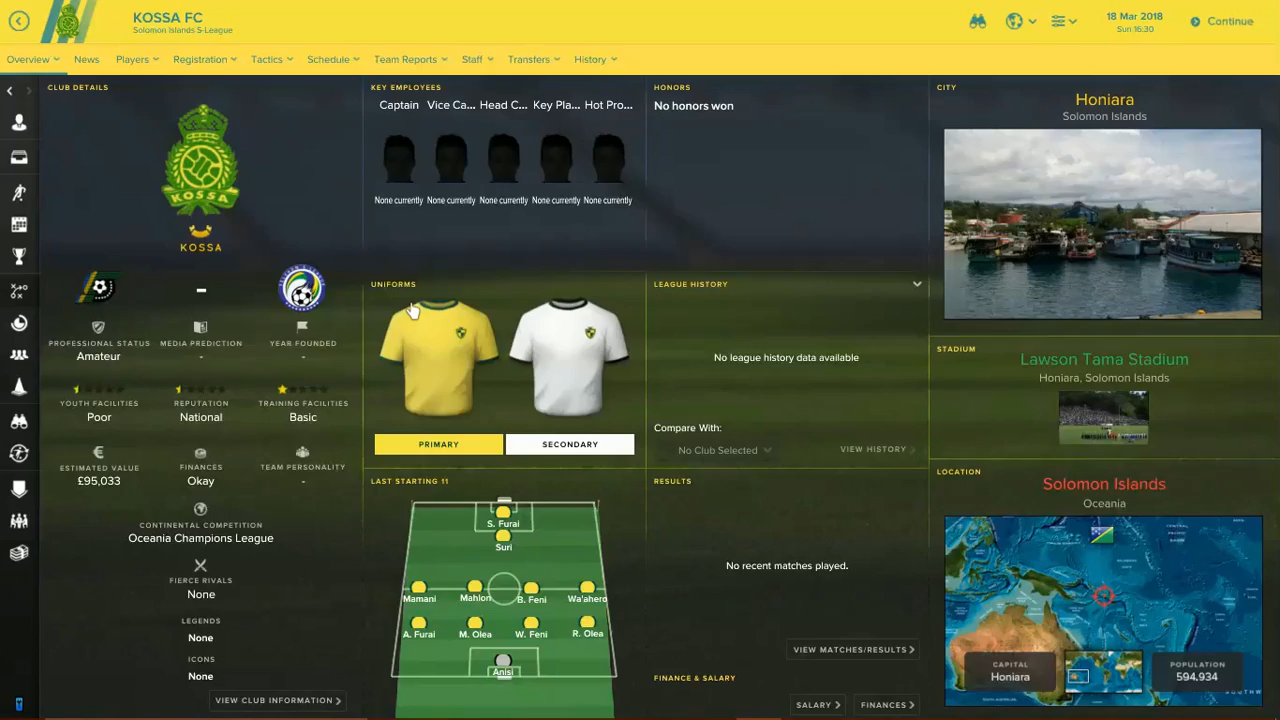 KOSSA FC
Solomon Islands S-League
18 Mar 2018
Sun 16:30
Continue
Overview
News
Players
Registration
Tactics
Schedule
Team Reports
Staff
Transfers
History
CLUB DETAILS
KOSSA
KOSSA
PROFESSIONAL STATUS
Amateur
MEDIA PREDICTION
-
YEAR FOUNDED
-
YOUTH FACILITIES
Poor
REPUTATION
National
TRAINING FACILITIES
Basic
ESTIMATED VALUE
£95,033
FINANCES
Okay
TEAM PERSONALITY
-
CONTINENTAL COMPETITION
Oceania Champions League
FIERCE RIVALS
None
LEGENDS
None
ICONS
None
VIEW CLUB INFORMATION
KEY EMPLOYEES
Captain Vice Ca... Head C... Key Pla... Hot Pro...
None currently None currently None currently None currently None currently
UNIFORMS
PRIMARY
SECONDARY
LAST STARTING 11
S. Furai
Suri
Mamani Mahlon B. Feni Wa'ahero
A. Furai M. Olea W. Feni R. Olea
Anisi
HONORS
No honors won
LEAGUE HISTORY
No league history data available
Compare With:
No Club Selected
VIEW HISTORY
RESULTS
No recent matches played.
VIEW MATCHES/RESULTS
FINANCE & SALARY
SALARY
FINANCES
CITY
Honiara
Solomon Islands
STADIUM
Lawson Tama Stadium
Honiara, Solomon Islands
LOCATION
Solomon Islands
Oceania
CAPITAL
Honiara
POPULATION
594,934